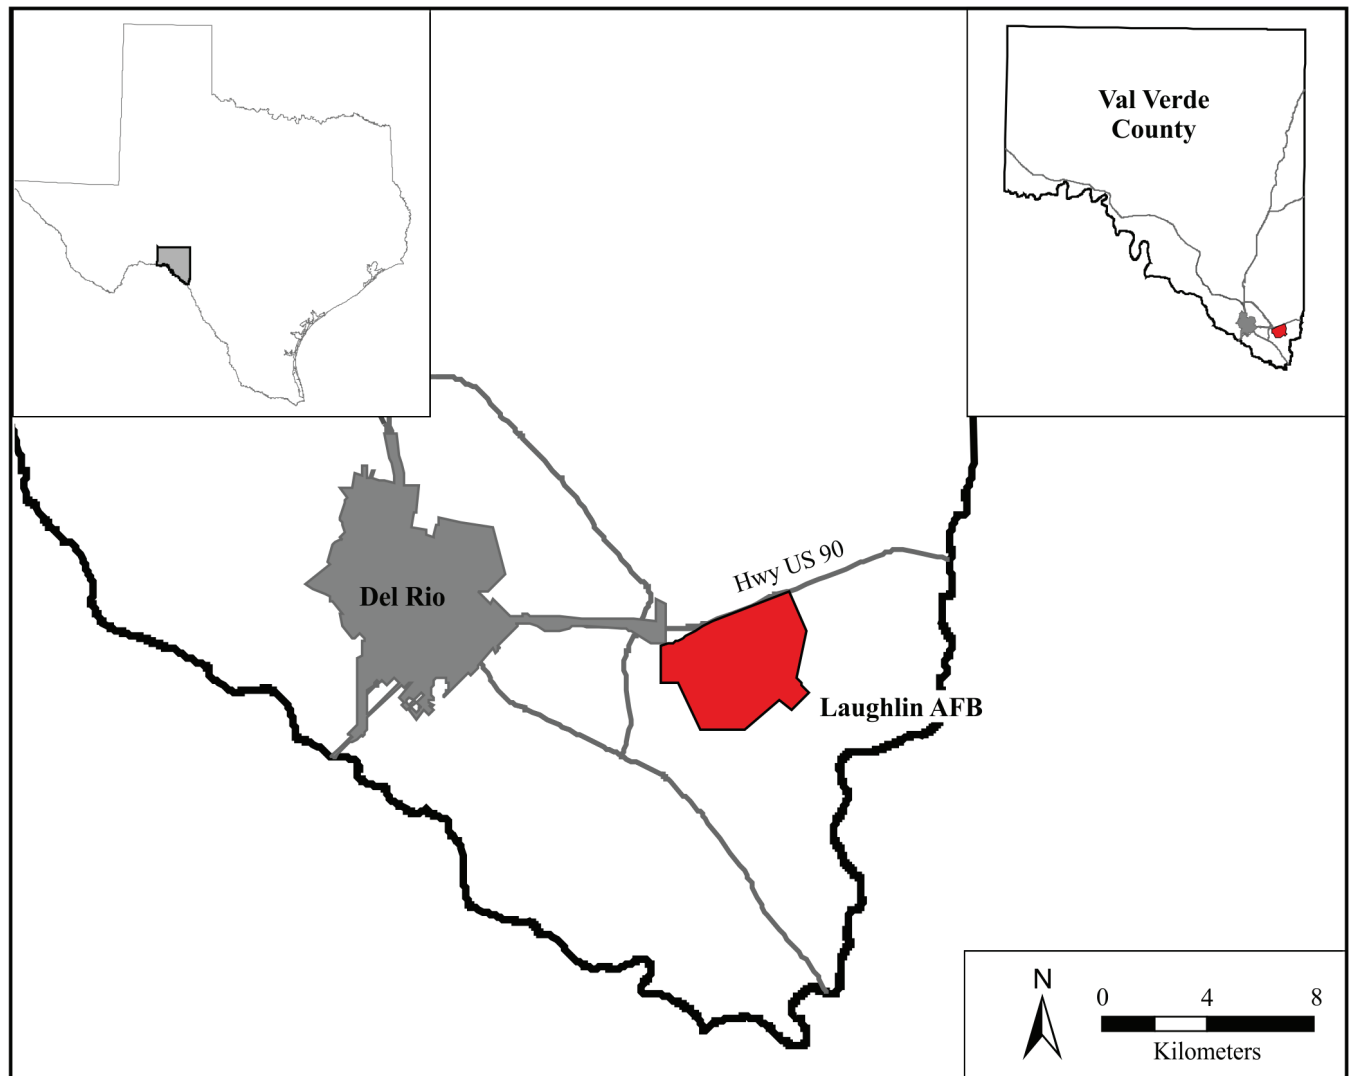 Val Verde
County
Hwy US 90
Del Rio
Laughlin AFB
N
0 4 8
Kilometers